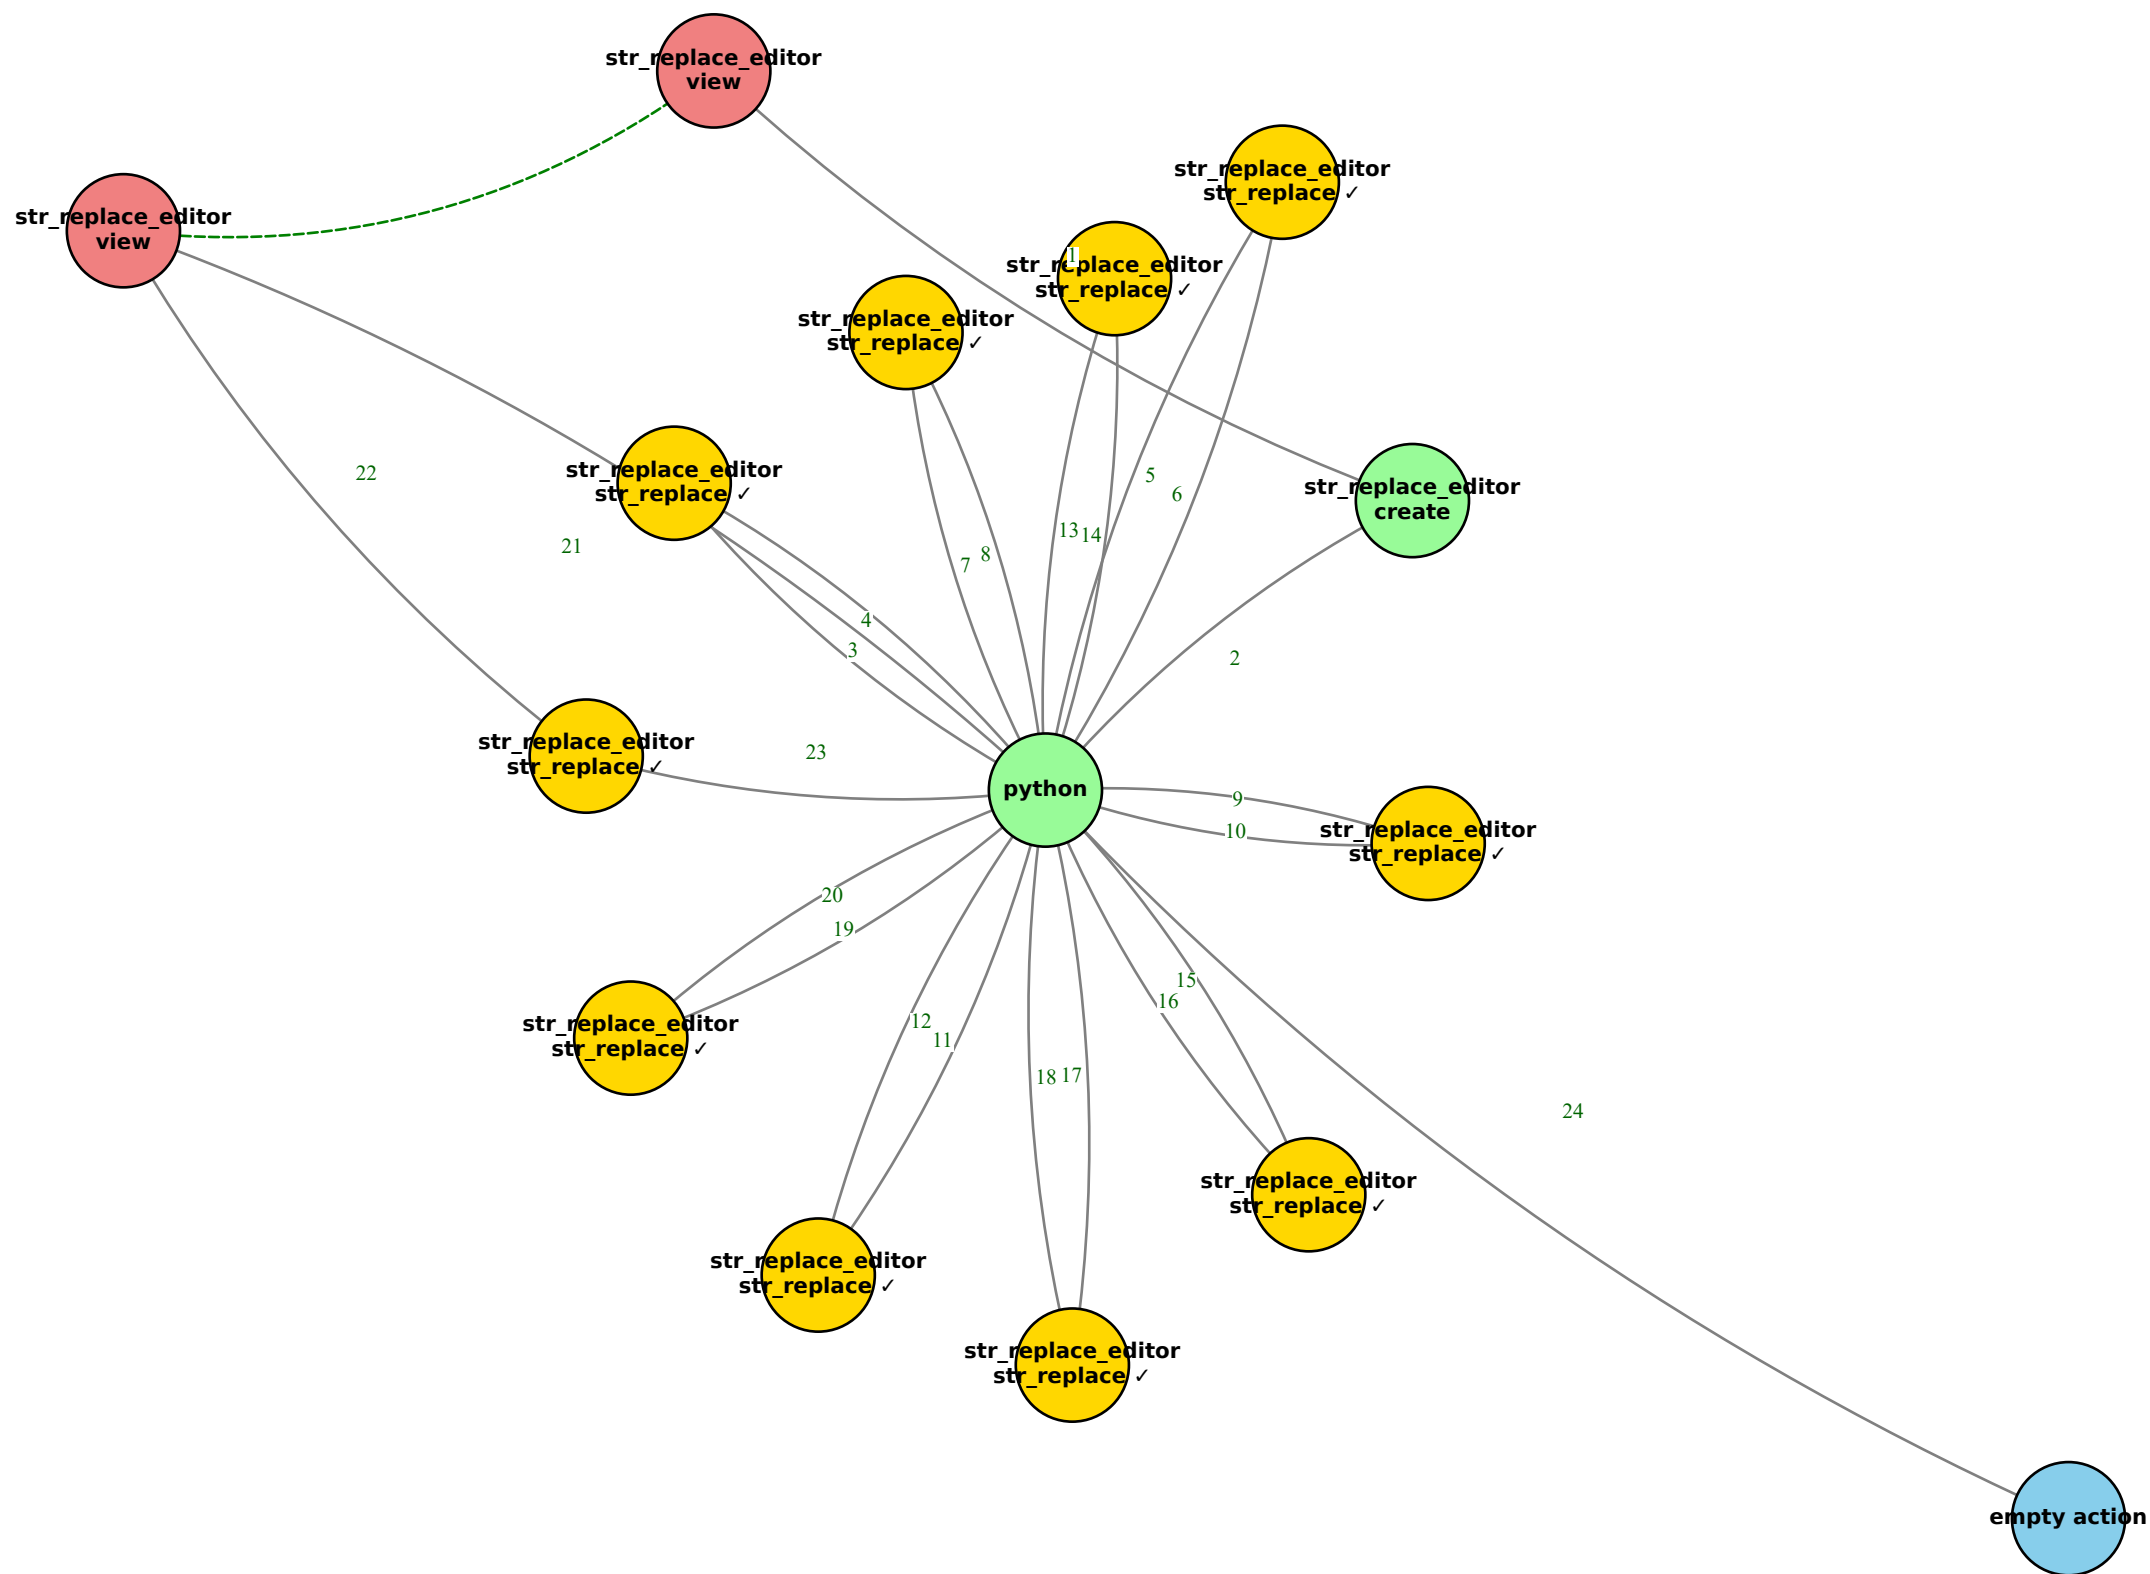 str_replace_editor
view
str_replace_editor
str_replace ✓
str_replace_editor
view
1
str_replace_editor
str_replace ✓
str_replace_editor
str_replace ✓
22
str_replace_editor
str_replace ✓
5
6
str_replace_editor
create
13
14
21
7
8
4
3
2
str_replace_editor
str_replace ✓
23
python
9
10
str_replace_editor
str_replace ✓
20
19
15
16
str_replace_editor
str_replace ✓
12
11
18
17
24
str_replace_editor
str_replace ✓
str_replace_editor
str_replace ✓
str_replace_editor
str_replace ✓
empty action